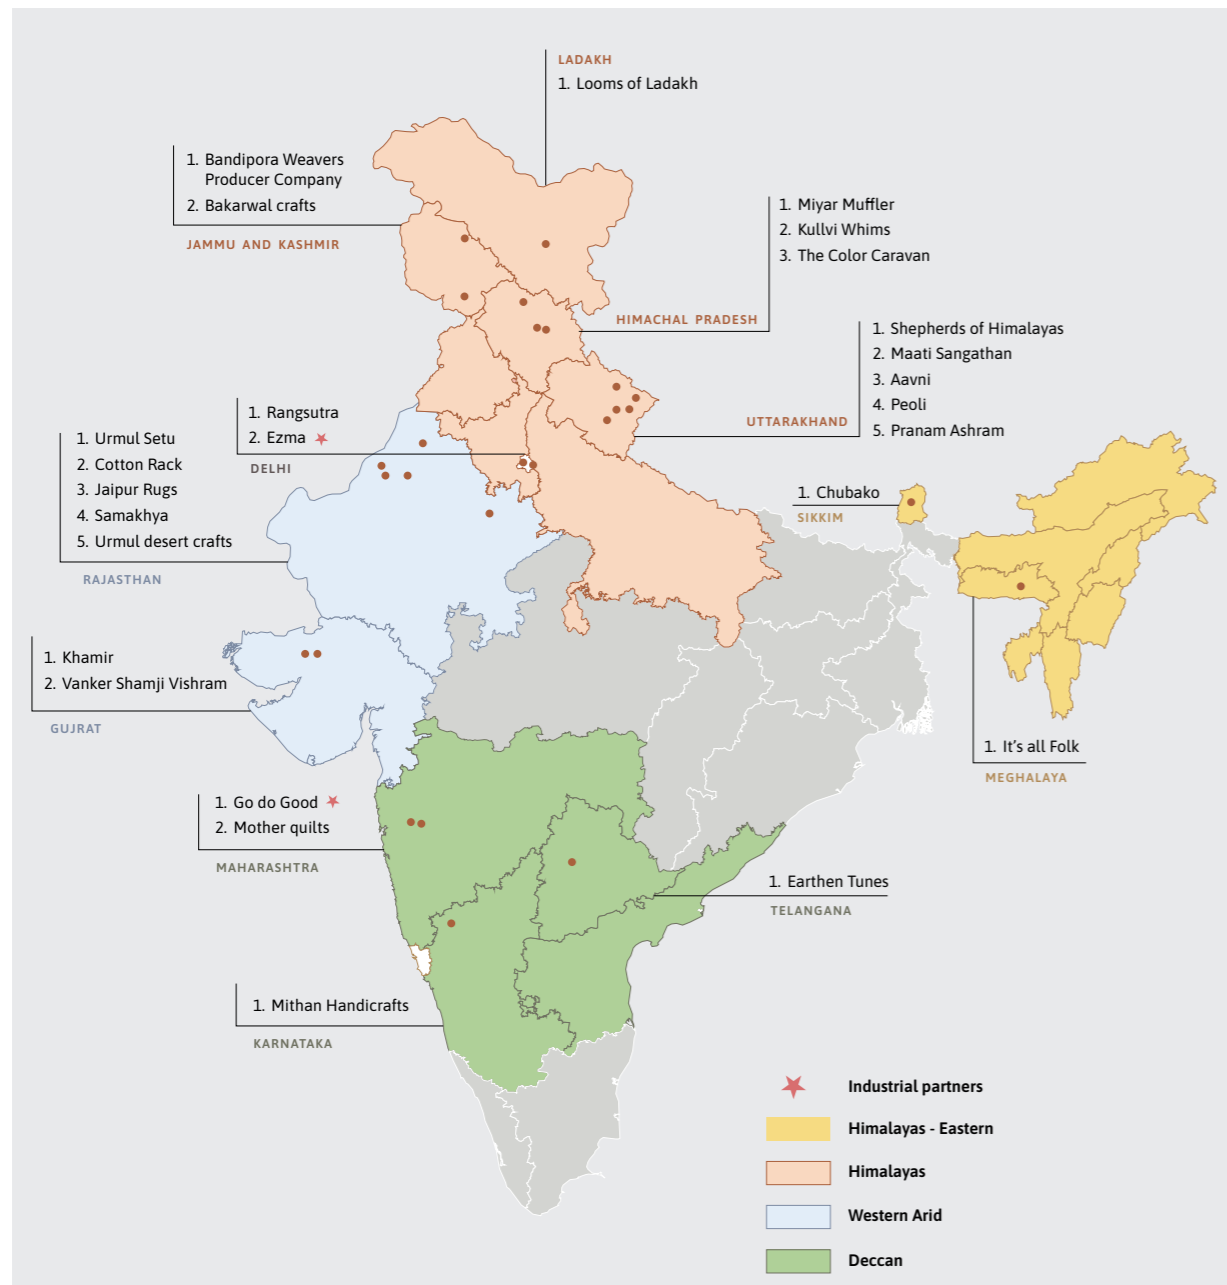 LADAKH
1. Looms of Ladakh
1. Bandipora Weavers
Producer Company
2. Bakarwal crafts
JAMMU AND KASHMIR
1. Miyar Muffler
2. Kullvi Whims
3. The Color Caravan
HIMACHAL PRADESH
1. Shepherds of Himalayas
2. Maati Sangathan
3. Aavni
4. Peoli
5. Pranam Ashram
UTTARAKHAND
1. Rangsutra
2. Ezma
DELHI
1. Urmul Setu
2. Cotton Rack
3. Jaipur Rugs
4. Samakhya
5. Urmul desert crafts
RAJASTHAN
1. Chubako
SIKKIM
1. Khamir
2. Vanker Shamji Vishram
GUJRAT
1. It's all Folk
MEGHALAYA
1. Go do Good
2. Mother quilts
MAHARASHTRA
1. Earthen Tunes
TELANGANA
1. Mithan Handicrafts
KARNATAKA
Industrial partners
Himalayas - Eastern
Himalayas
Western Arid
Deccan